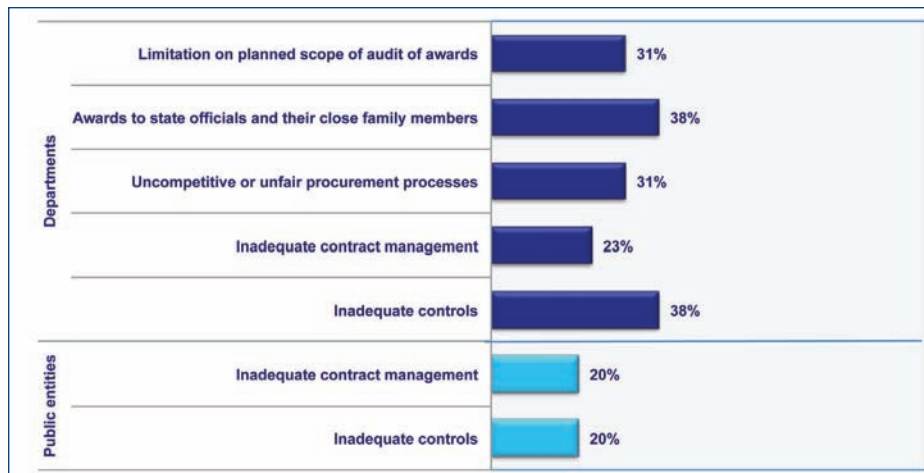 Departments
Limitation on planned scope of audit of awards 31%
Awards to state officials and their close family members 38%
Uncompetitive or unfair procurement processes 31%
Inadequate contract management 23%
Inadequate controls 38%
Public entities
Inadequate contract management 20%
Inadequate controls 20%